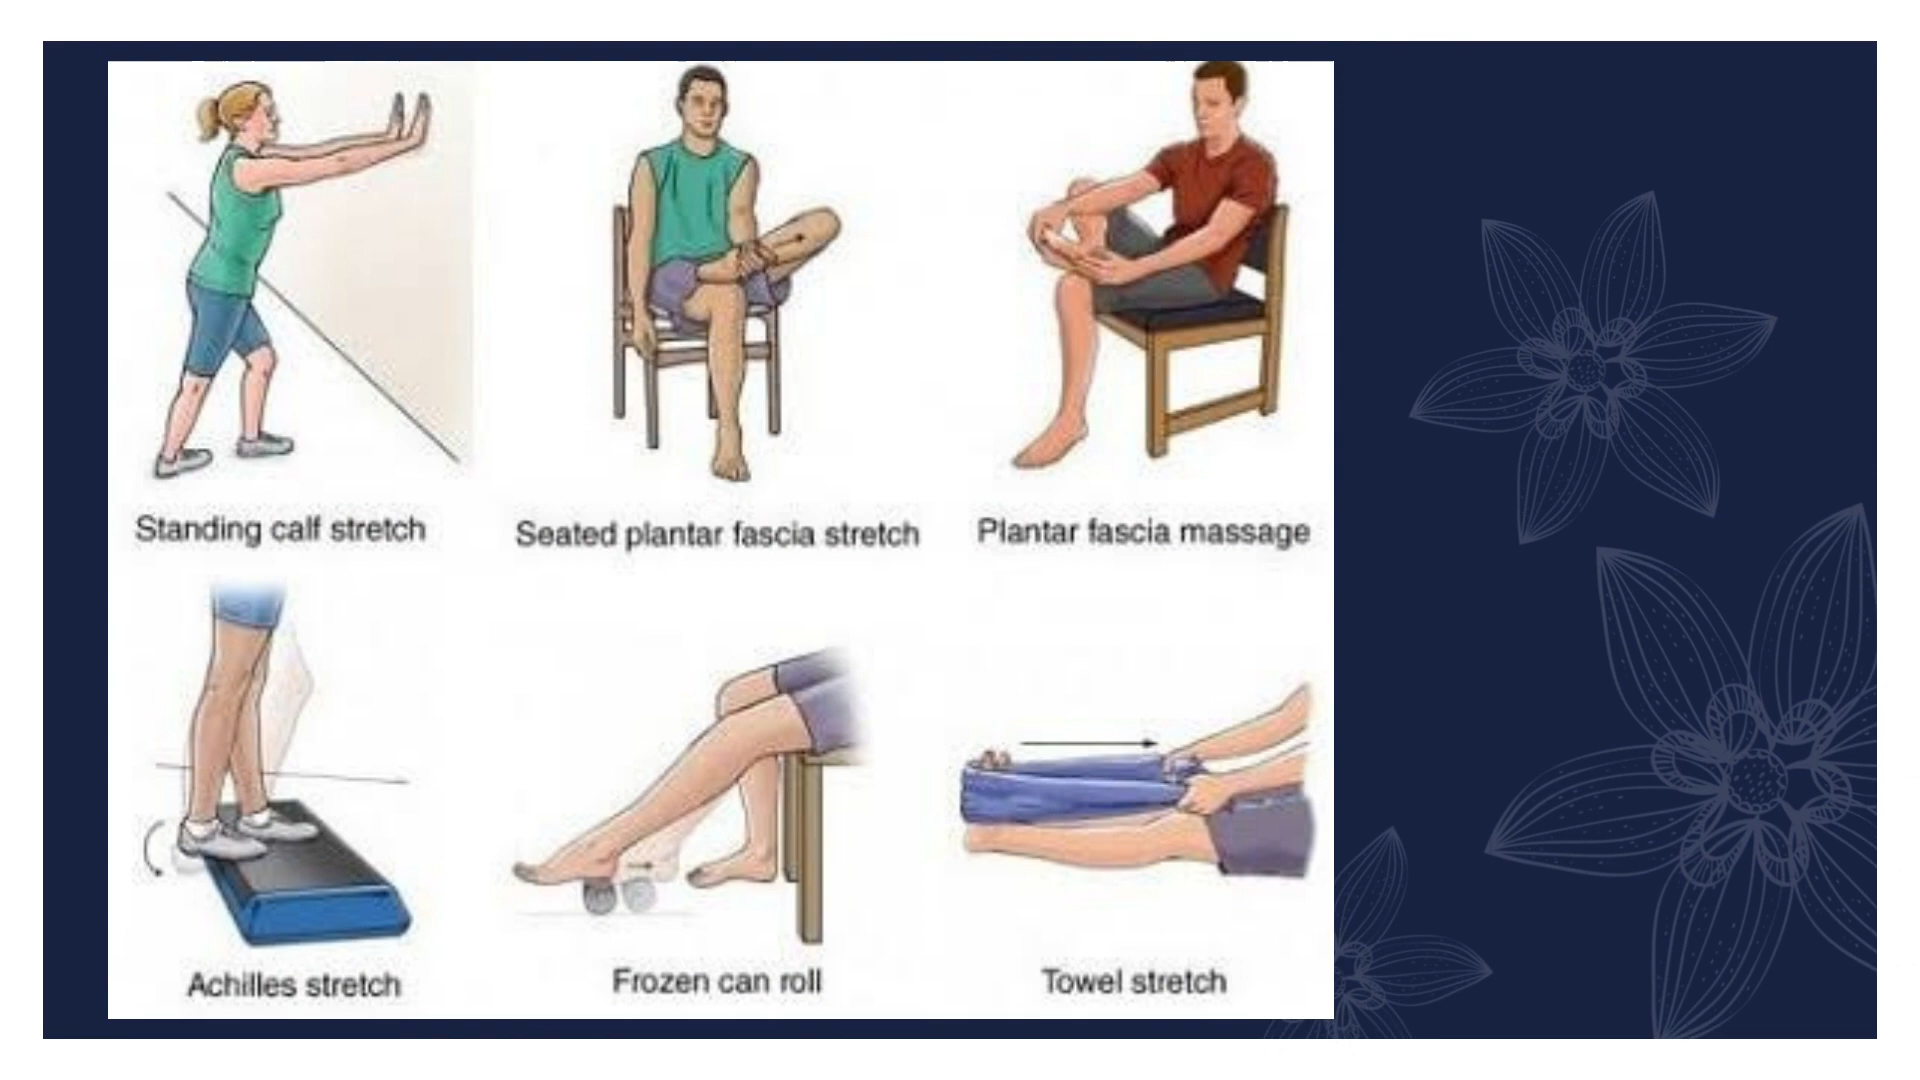 Standing calf stretch
Seated plantar fascia stretch
Plantar fascia massage
Achilles stretch
Frozen can roll
Towel stretch